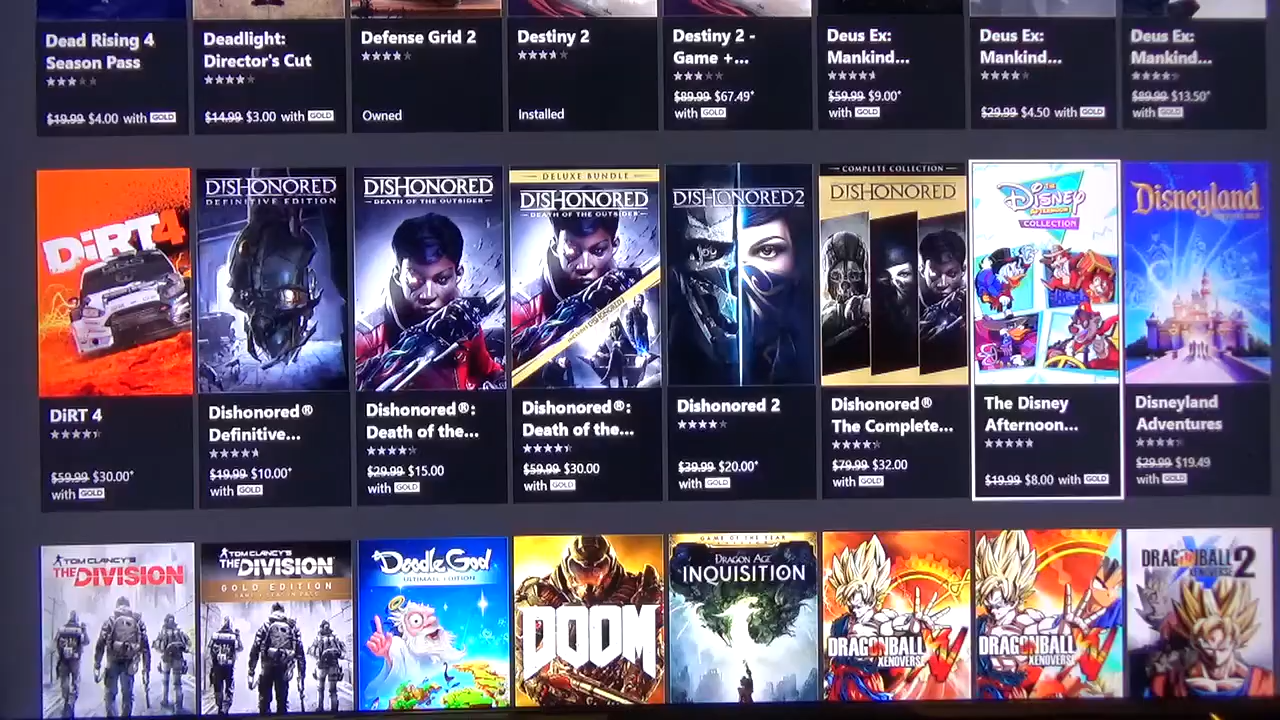 Dead Rising 4
Season Pass
$19.99 $4.00 with GOLD
Deadlight:
Director's Cut
$14.99 $3.00 with GOLD
Defense Grid 2
Owned
Destiny 2
Installed
Destiny 2 -
Game +...
$89.99 $67.49*
with GOLD
Deus Ex:
Mankind...
$59.99 $9.00*
with GOLD
Deus Ex:
Mankind...
$29.99 $4.50 with GOLD
Deus Ex:
Mankind...
$89.99 $13.50*
with GOLD
DiRT4
DiRT 4
$59.99 $30.00*
with GOLD
DISHONORED
DEFINITIVE EDITION
Dishonored®
Definitive...
$19.99 $10.00*
with GOLD
DISHONORED
DEATH OF THE OUTSIDER
Dishonored®:
Death of the...
$29.99 $15.00
with GOLD
DELUXE BUNDLE
DISHONORED
DEATH OF THE OUTSIDER
Dishonored®:
Death of the...
$59.99 $30.00
with GOLD
DISHONORED 2
Dishonored 2
$39.99 $20.00*
with GOLD
COMPLETE COLLECTION
DISHONORED
Dishonored®
The Complete...
$79.99 $32.00
with GOLD
THE
Disney
AFTERNOON
COLLECTION
The Disney
Afternoon...
$19.99 $8.00 with GOLD
Disneyland
Disneyland
Adventures
$29.99 $19.49
with GOLD
TOM CLANCY'S
THE DIVISION
TOM CLANCY'S
THE DIVISION
GOLD EDITION
Doodle God
ULTIMATE EDITION
DOOM
GAME OF THE YEAR
DRAGON AGE
INQUISITION
DRAGONBALL
XENOVERSE
DRAGONBALL
XENOVERSE
DRAGONBALL
XENOVERSE 2